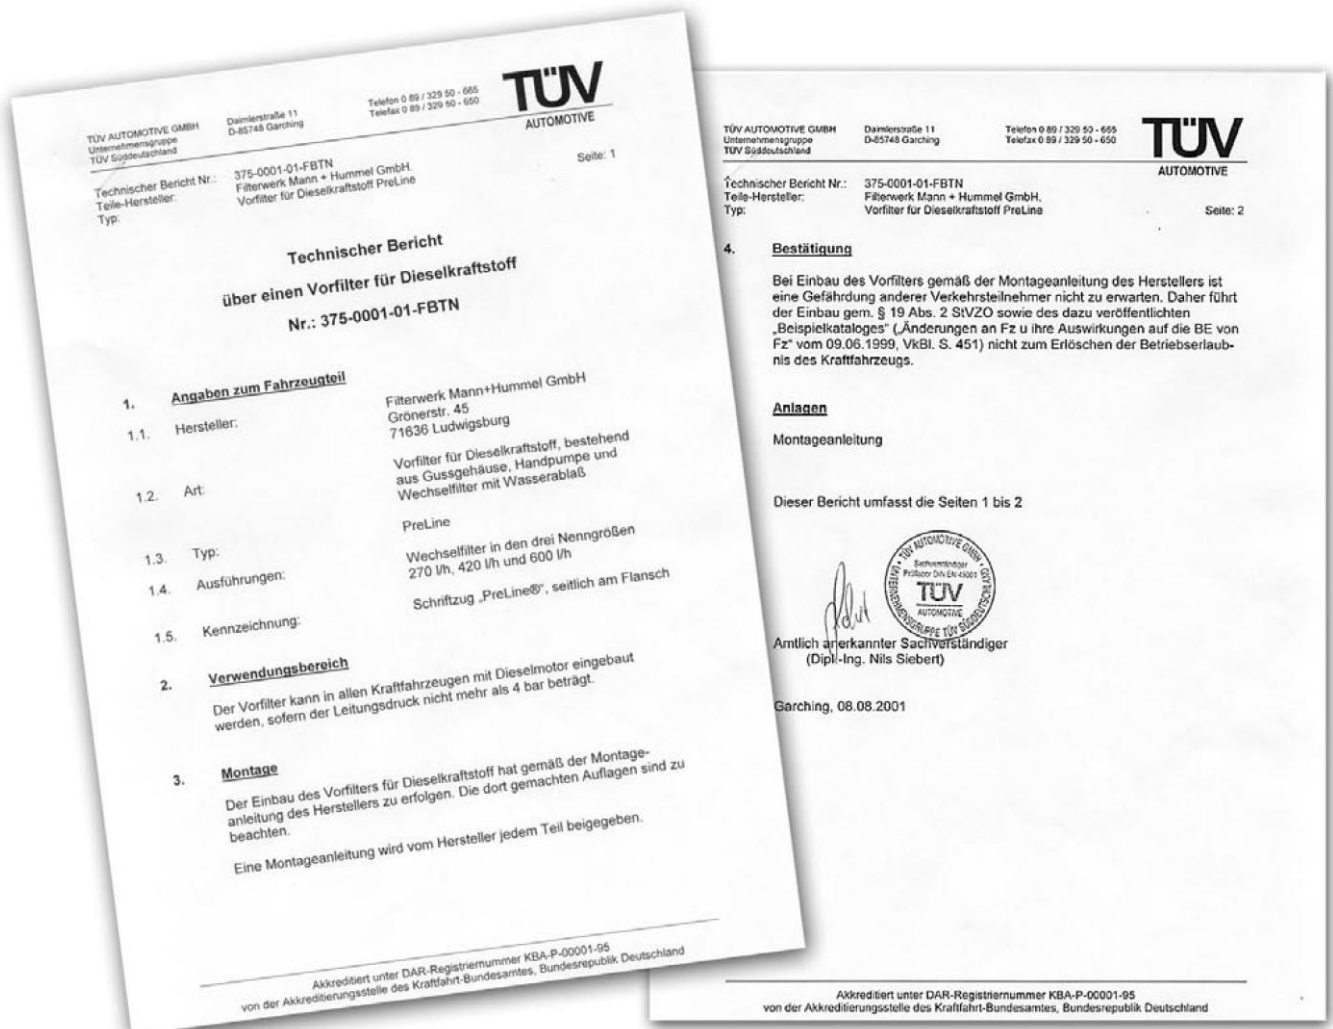 TÜV AUTOMOTIVE GMBH
Unternehmensgruppe
TÜV Süddeutschland
Daimlerstraße 11
D-85748 Garching
Telefon 0 89 / 329 50 - 665
Telefax 0 89 / 329 50 - 650
TÜV
AUTOMOTIVE
Technischer Bericht Nr.: 375-0001-01-FBTN
Teile-Hersteller: Filterwerk Mann + Hummel GmbH.
Typ: Vorfilter für Dieselkraftstoff PreLine
Seite: 1
Technischer Bericht
über einen Vorfilter für Dieselkraftstoff
Nr.: 375-0001-01-FBTN
1. Angaben zum Fahrzeugteil
1.1. Hersteller: Filterwerk Mann+Hummel GmbH
Grönerstr. 45
71636 Ludwigsburg
1.2. Art: Vorfilter für Dieselkraftstoff, bestehend
aus Gussgehäuse, Handpumpe und
Wechselfilter mit Wasserablaß
1.3. Typ: PreLine
1.4. Ausführungen: Wechselfilter in den drei Nenngrößen
270 l/h, 420 l/h und 600 l/h
1.5. Kennzeichnung: Schriftzug „PreLine®", seitlich am Flansch
2. Verwendungsbereich
Der Vorfilter kann in allen Kraftfahrzeugen mit Dieselmotor eingebaut
werden, sofern der Leitungsdruck nicht mehr als 4 bar beträgt.
3. Montage
Der Einbau des Vorfilters für Dieselkraftstoff hat gemäß der Montage-
anleitung des Herstellers zu erfolgen. Die dort gemachten Auflagen sind zu
beachten.
Eine Montageanleitung wird vom Hersteller jedem Teil beigegeben.
Akkreditiert unter DAR-Registriernummer KBA-P-00001-95
von der Akkreditierungsstelle des Kraftfahrt-Bundesamtes, Bundesrepublik Deutschland
TÜV AUTOMOTIVE GMBH
Unternehmensgruppe
TÜV Süddeutschland
Daimlerstraße 11
D-85748 Garching
Telefon 0 89 / 329 50 - 665
Telefax 0 89 / 329 50 - 650
TÜV
AUTOMOTIVE
Technischer Bericht Nr.: 375-0001-01-FBTN
Teile-Hersteller: Filterwerk Mann + Hummel GmbH.
Typ: Vorfilter für Dieselkraftstoff PreLine
Seite: 2
4. Bestätigung
Bei Einbau des Vorfilters gemäß der Montageanleitung des Herstellers ist
eine Gefährdung anderer Verkehrsteilnehmer nicht zu erwarten. Daher führt
der Einbau gem. § 19 Abs. 2 StVZO sowie des dazu veröffentlichten
„Beispielkataloges" („Änderungen an Fz u ihre Auswirkungen auf die BE von
Fz" vom 09.06.1999, VkBl. S. 451) nicht zum Erlöschen der Betriebserlaub-
nis des Kraftfahrzeugs.
Anlagen
Montageanleitung
Dieser Bericht umfasst die Seiten 1 bis 2
TÜV AUTOMOTIVE GMBH
UNTERNEHMENSGRUPPE TÜV SÜDDEUTSCHLAND
Sachverständiger
Prüflabor DIN EN 45001
TÜV
AUTOMOTIVE
Amtlich anerkannter Sachverständiger
(Dipl.-Ing. Nils Siebert)
Garching, 08.08.2001
Akkreditiert unter DAR-Registriernummer KBA-P-00001-95
von der Akkreditierungsstelle des Kraftfahrt-Bundesamtes, Bundesrepublik Deutschland